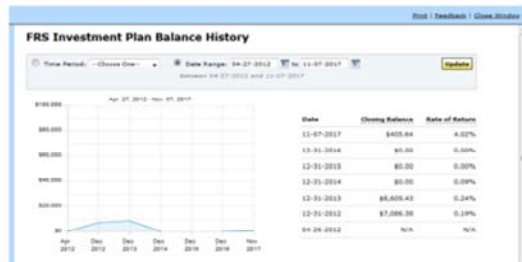 Print | Feedback | Close Window
FRS Investment Plan Balance History
Time Period: --Choose One-- Date Range: 04-27-2012 to 11-07-2017 Update
Between 04-27-2012 and 11-07-2017
Apr. 27, 2012 - Nov. 07, 2017
$100,000
$80,000
$60,000
$40,000
$20,000
$0
Apr 2012 Dec 2012 Dec 2013 Dec 2014 Dec 2015 Dec 2016 Nov 2017
Date Closing Balance Rate of Return
11-07-2017 $405.64 4.02%
12-31-2016 $0.00 0.00%
12-31-2015 $0.00 0.00%
12-31-2014 $0.00 0.09%
12-31-2013 $8,609.43 0.24%
12-31-2012 $7,086.38 0.19%
04-26-2012 N/A N/A